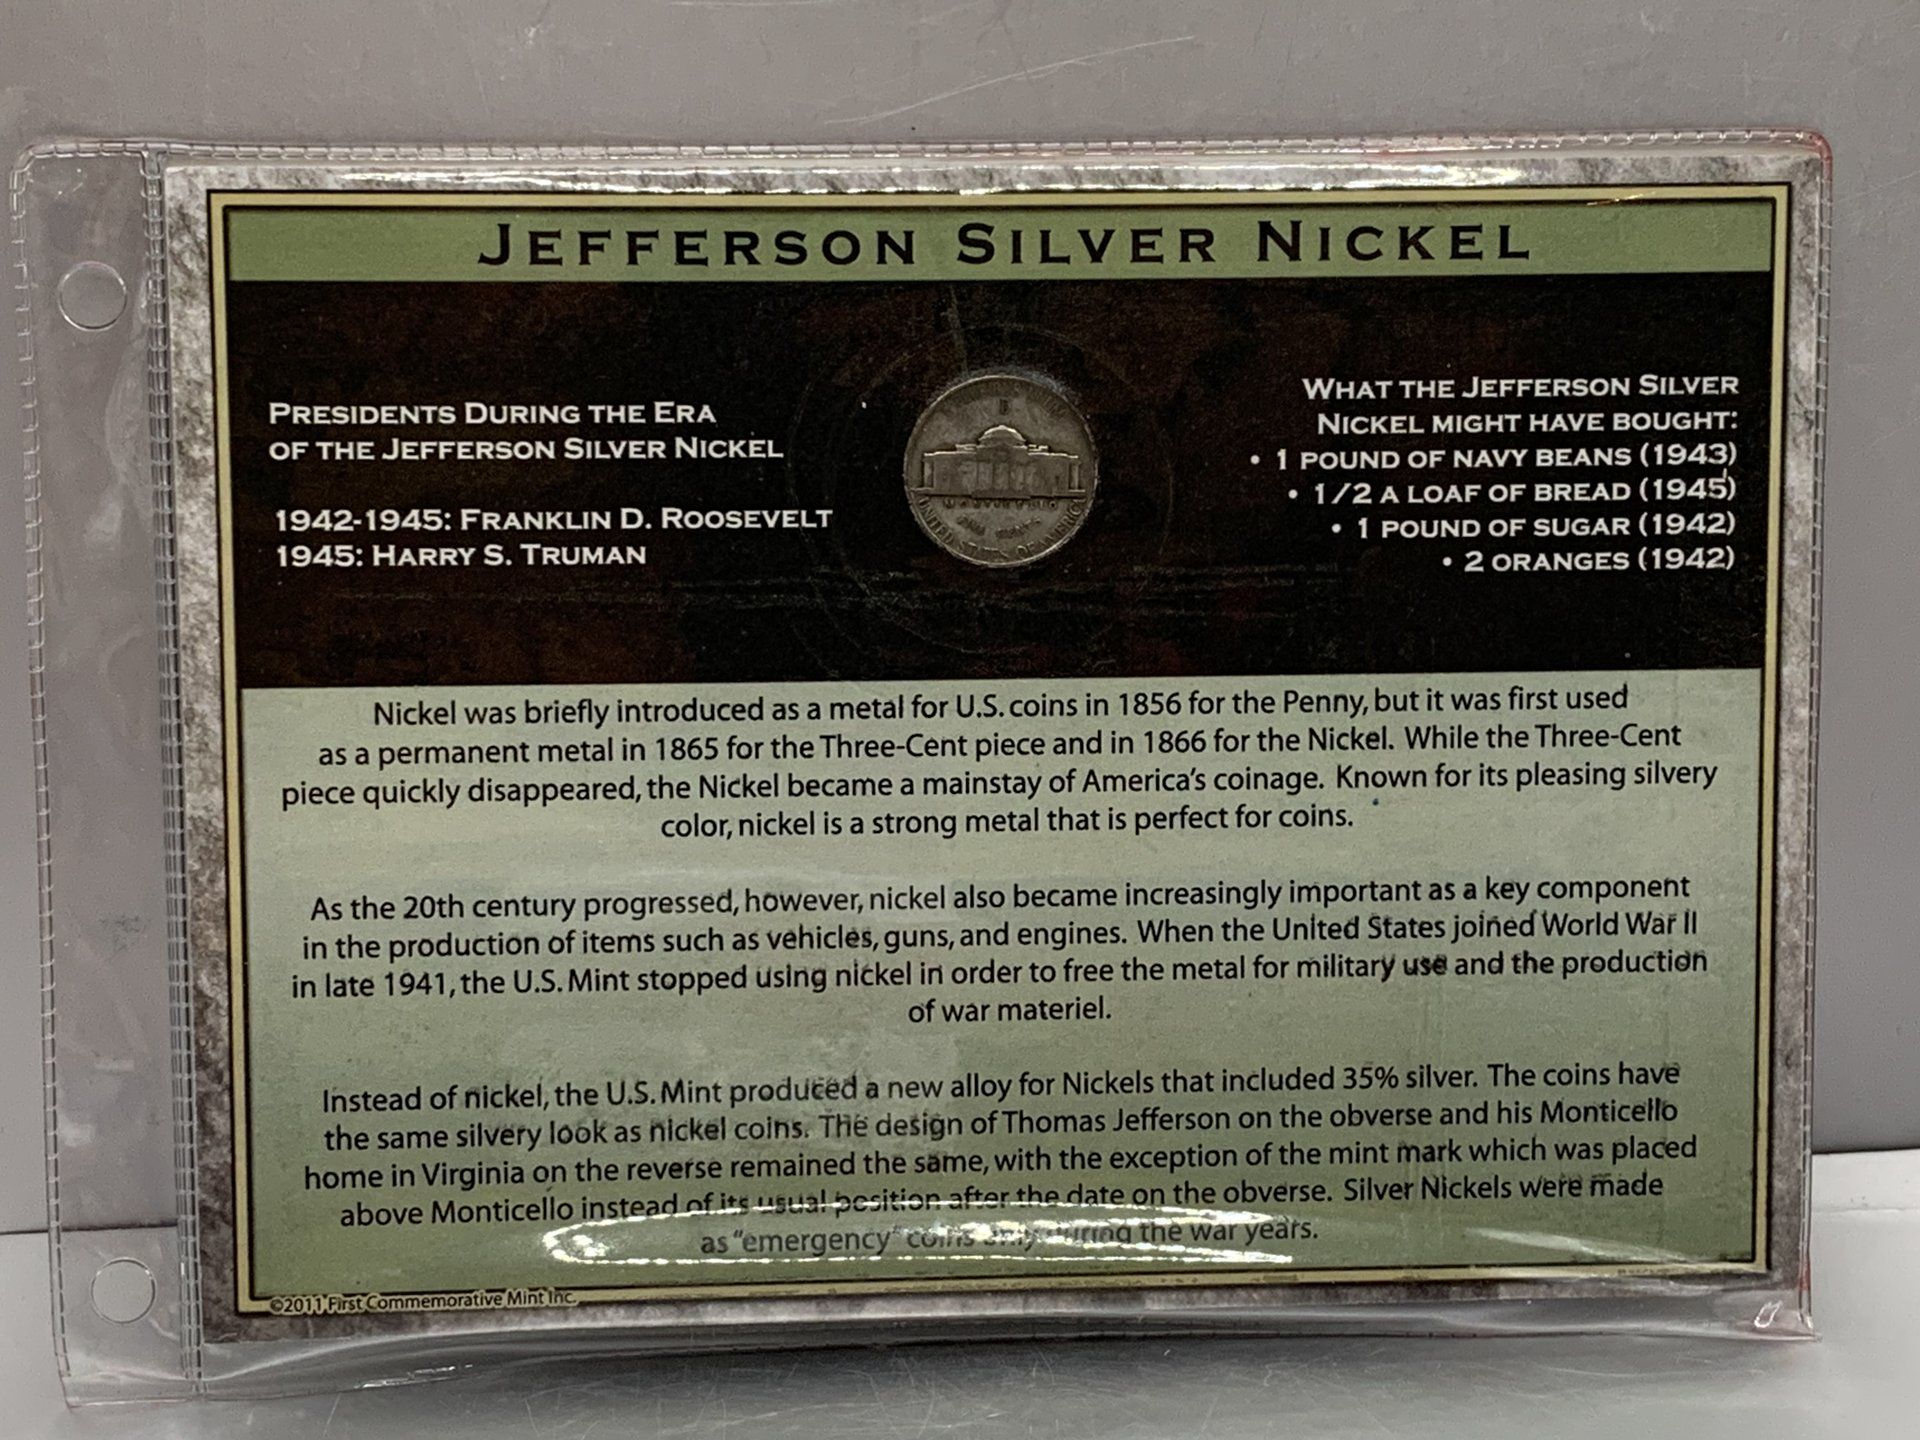 JEFFERSON SILVER NICKEL
PRESIDENTS DURING THE ERA
OF THE JEFFERSON SILVER NICKEL
1942-1945: FRANKLIN D. ROOSEVELT
1945: HARRY S. TRUMAN
MONTICELLO
UNITED STATES OF AMERICA
WHAT THE JEFFERSON SILVER
NICKEL MIGHT HAVE BOUGHT:
• 1 POUND OF NAVY BEANS (1943)
• 1/2 A LOAF OF BREAD (1945)
• 1 POUND OF SUGAR (1942)
• 2 ORANGES (1942)
Nickel was briefly introduced as a metal for U.S. coins in 1856 for the Penny, but it was first used
as a permanent metal in 1865 for the Three-Cent piece and in 1866 for the Nickel. While the Three-Cent
piece quickly disappeared, the Nickel became a mainstay of America's coinage. Known for its pleasing silvery
color, nickel is a strong metal that is perfect for coins.
As the 20th century progressed, however, nickel also became increasingly important as a key component
in the production of items such as vehicles, guns, and engines. When the United States joined World War II
in late 1941, the U.S. Mint stopped using nickel in order to free the metal for military use and the production
of war materiel.
Instead of nickel, the U.S. Mint produced a new alloy for Nickels that included 35% silver. The coins have
the same silvery look as nickel coins. The design of Thomas Jefferson on the obverse and his Monticello
home in Virginia on the reverse remained the same, with the exception of the mint mark which was placed
above Monticello instead of its usual position after the date on the obverse. Silver Nickels were made
as "emergency" coins only during the war years.
©2011 First Commemorative Mint Inc.